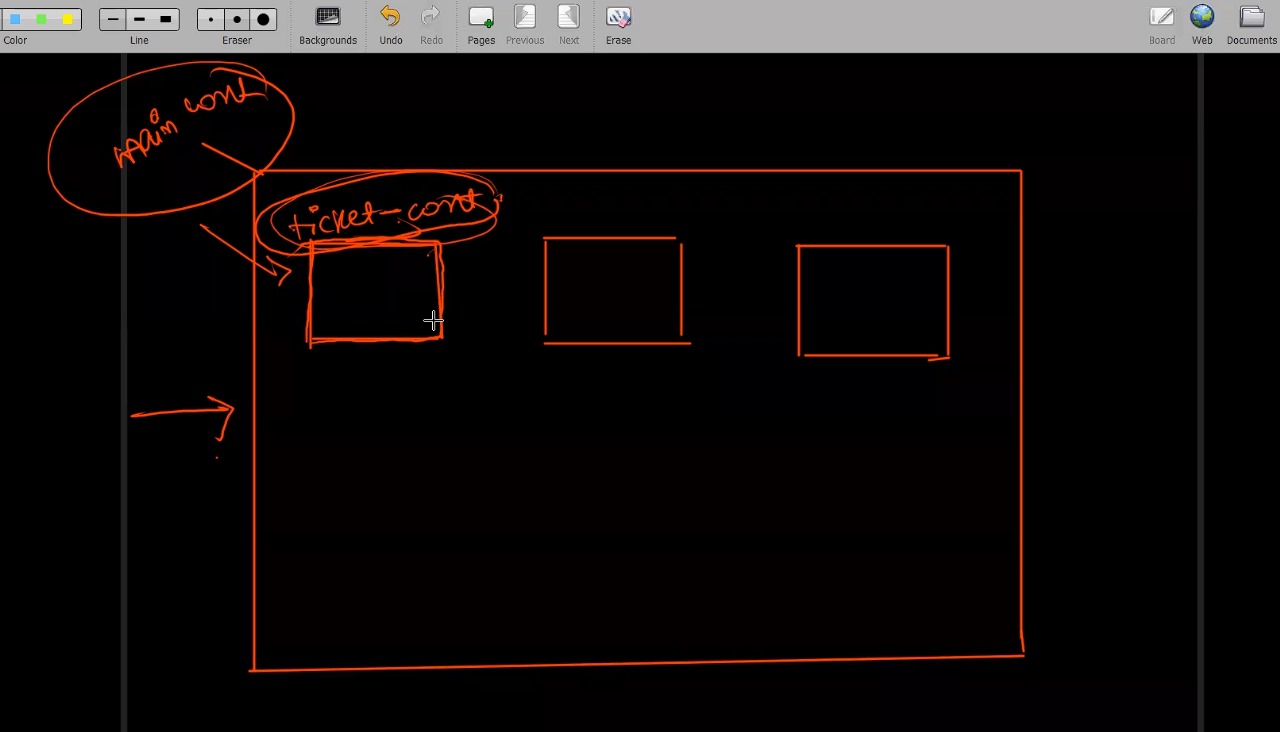 Color Line Eraser Backgrounds Undo Redo Pages Previous Next Erase Board Web Documents
main cont
ticket-cont